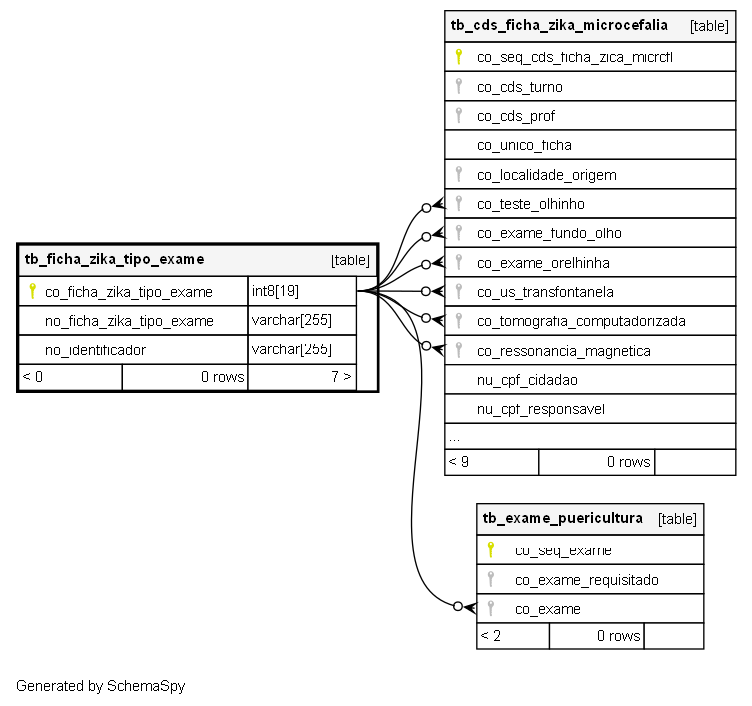 tb_cds_ficha_zika_microcefalia [table]
co_seq_cds_ficha_zica_microfl
co_cds_turno
co_cds_prof
co_unico_ficha
co_localidade_origem
co_teste_olhinho
co_exame_fundo_olho
co_exame_orelhinha
co_us_transfontanela
co_tomografia_computadorizada
co_ressonancia_magnetica
nu_cpf_cidadao
nu_cpf_responsavel
...
< 9 0 rows
tb_ficha_zika_tipo_exame [table]
co_ficha_zika_tipo_exame int8[19]
no_ficha_zika_tipo_exame varchar[255]
no_identificador varchar[255]
< 0 0 rows 7 >
tb_exame_puericultura [table]
co_seq_exame
co_exame_requisitado
co_exame
< 2 0 rows
Generated by SchemaSpy